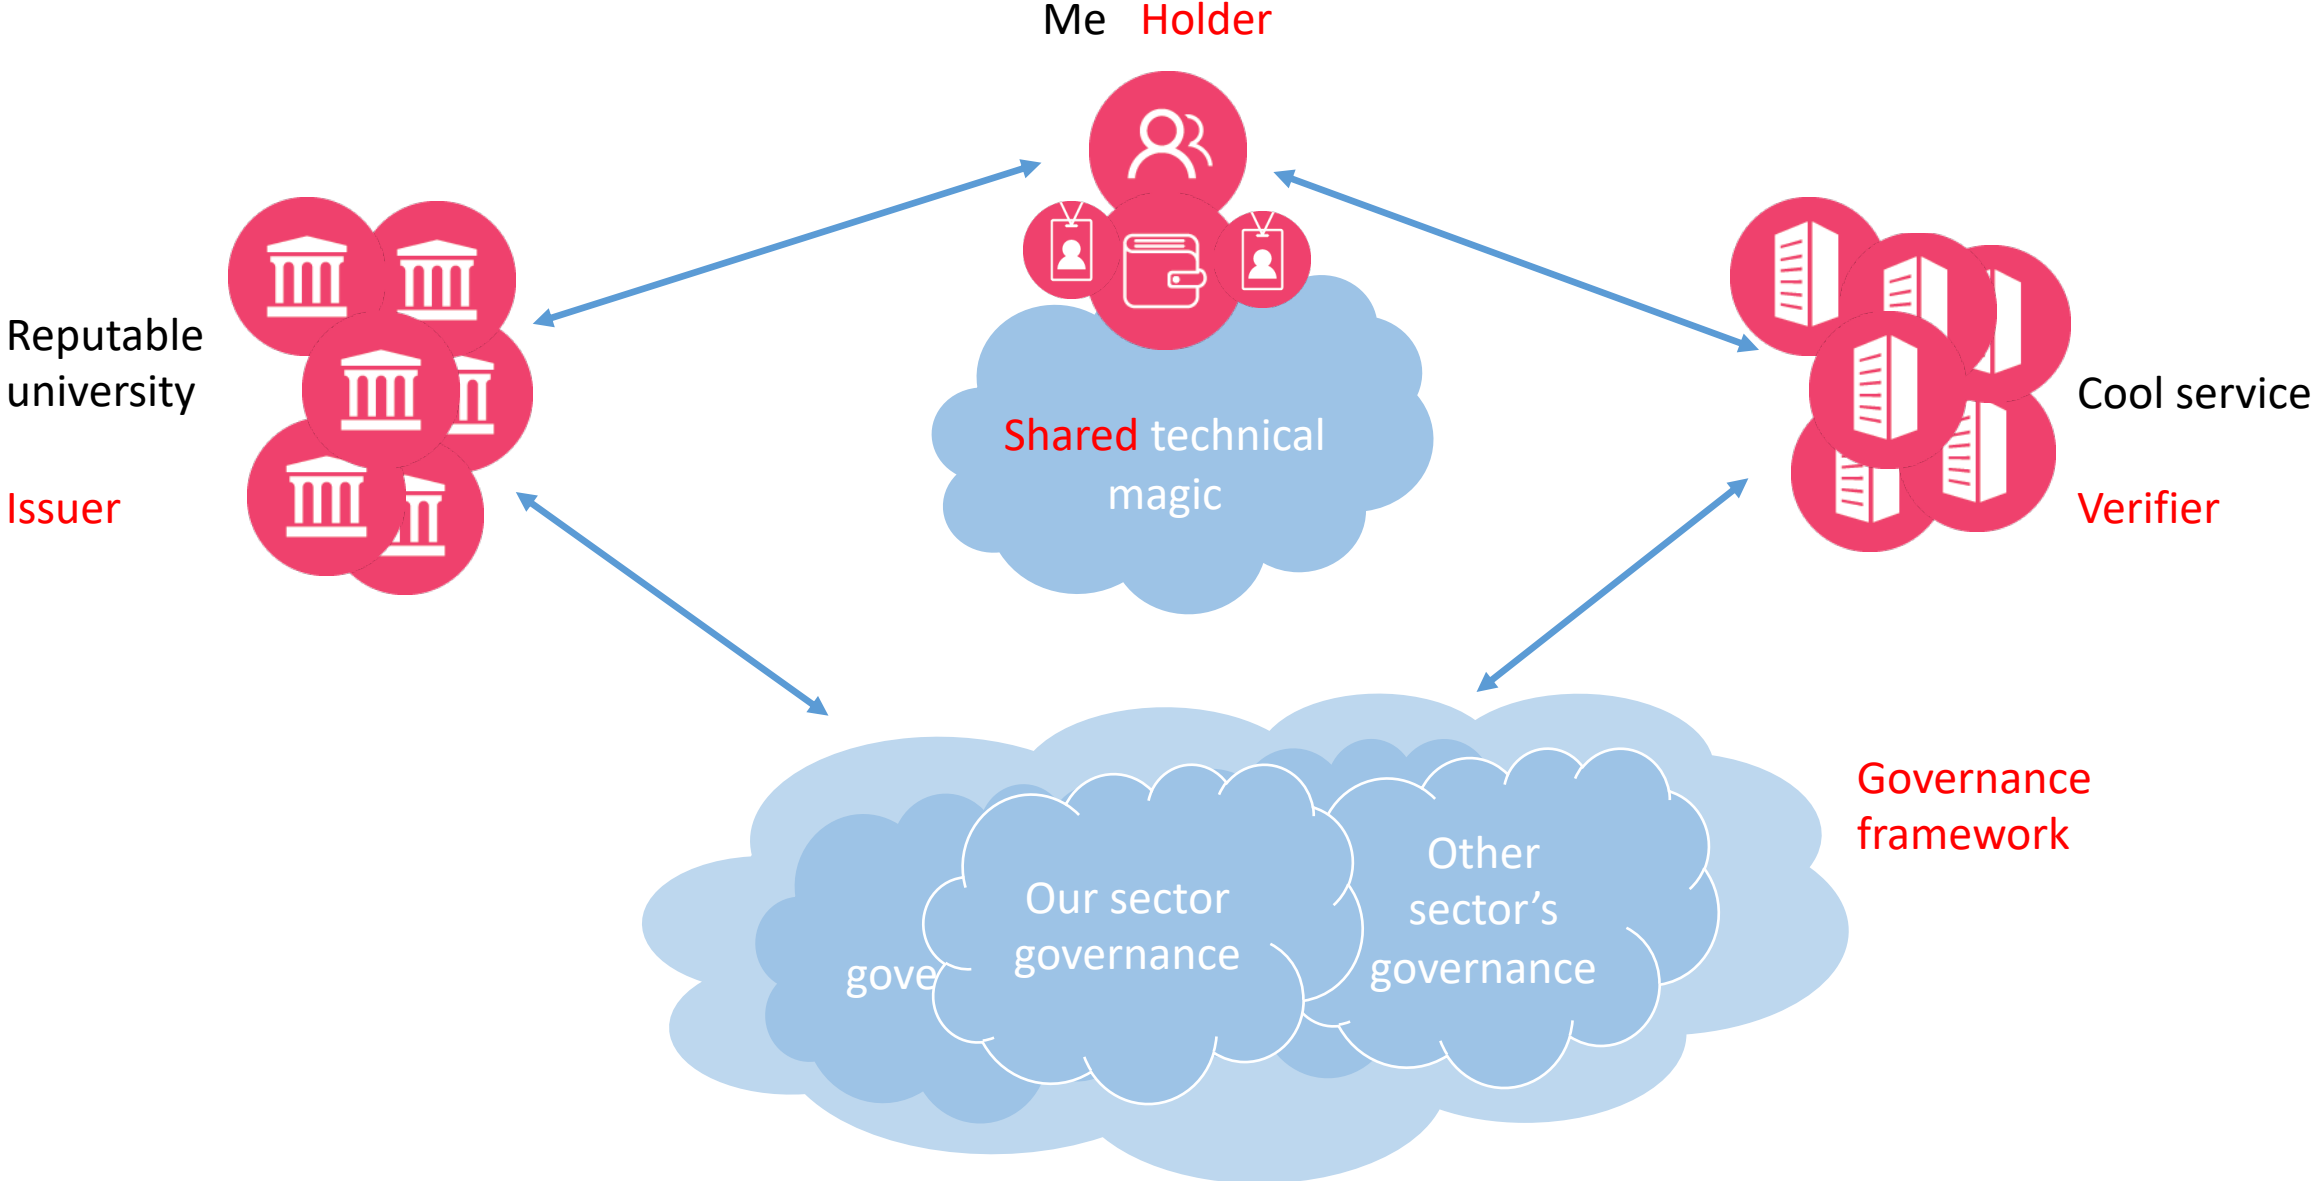 Me Holder
Reputable
university
Issuer
Shared technical
magic
Cool service
Verifier
Governance
framework
Our sector
governance
Other
sector’s
governance